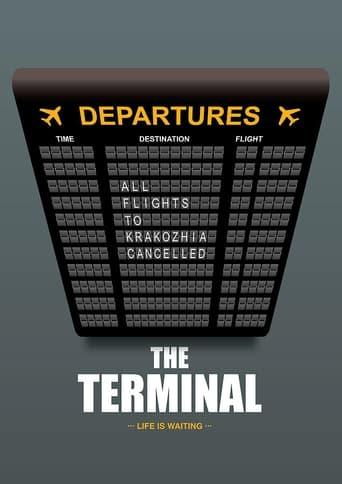 DEPARTURES
TIME DESTINATION FLIGHT
ALL
FLIGHTS
TO
KRAKOZHIA
CANCELLED
THE
TERMINAL
··· LIFE IS WAITING ···